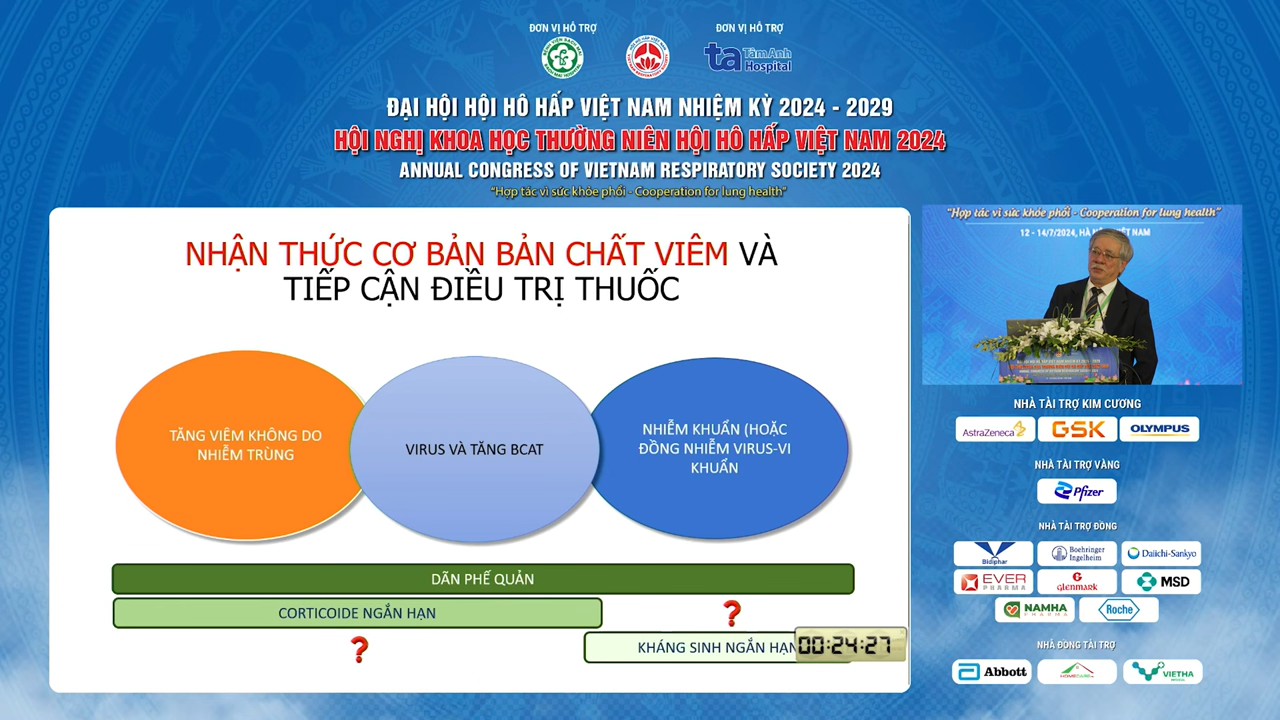 ĐƠN VỊ HỖ TRỢ
ĐƠN VỊ HỖ TRỢ
ta TâmAnh Hospital
ĐẠI HỘI HỘI HÔ HẤP VIỆT NAM NHIỆM KỲ 2024 - 2029
HỘI NGHỊ KHOA HỌC THƯỜNG NIÊN HỘI HÔ HẤP VIỆT NAM 2024
ANNUAL CONGRESS OF VIETNAM RESPIRATORY SOCIETY 2024
"Hợp tác vì sức khỏe phổi - Cooperation for lung health"
NHẬN THỨC CƠ BẢN BẢN CHẤT VIÊM VÀ
TIẾP CẬN ĐIỀU TRỊ THUỐC
TĂNG VIÊM KHÔNG DO
NHIỄM TRÙNG
VIRUS VÀ TĂNG BCAT
NHIỄM KHUẨN (HOẶC
ĐỒNG NHIỄM VIRUS-VI
KHUẨN
DÃN PHẾ QUẢN
CORTICOIDE NGẮN HẠN
?
?
KHÁNG SINH NGẮN HẠN
00:24:27
"Hợp tác vì sức khỏe phổi - Cooperation for lung health"
12 - 14/7/2024, HÀ NỘI, VIỆT NAM
NHÀ TÀI TRỢ KIM CƯƠNG
AstraZeneca
GSK
OLYMPUS
NHÀ TÀI TRỢ VÀNG
Pfizer
NHÀ TÀI TRỢ ĐỒNG
Bidiphar
Boehringer Ingelheim
Daiichi-Sankyo
EVER PHARMA
GLENMARK
MSD
NAMHA PHARMA
Roche
NHÀ ĐỒNG TÀI TRỢ
Abbott
HOMECARE
VIETHA